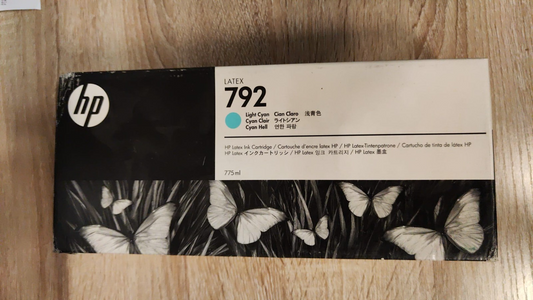 hp
LATEX
792
Light Cyan Cian Claro 浅青色
Cyan Clair ライトシアン
Cyan Hell 연한 파랑
HP Latex Ink Cartridge / Cartouche d'encre latex HP / HP Latex-Tintenpatrone / Cartucho de tinta de látex HP
HP Latex インクカートリッジ / HP Latex 잉크 카트리지 / HP Latex 墨盒
775 ml